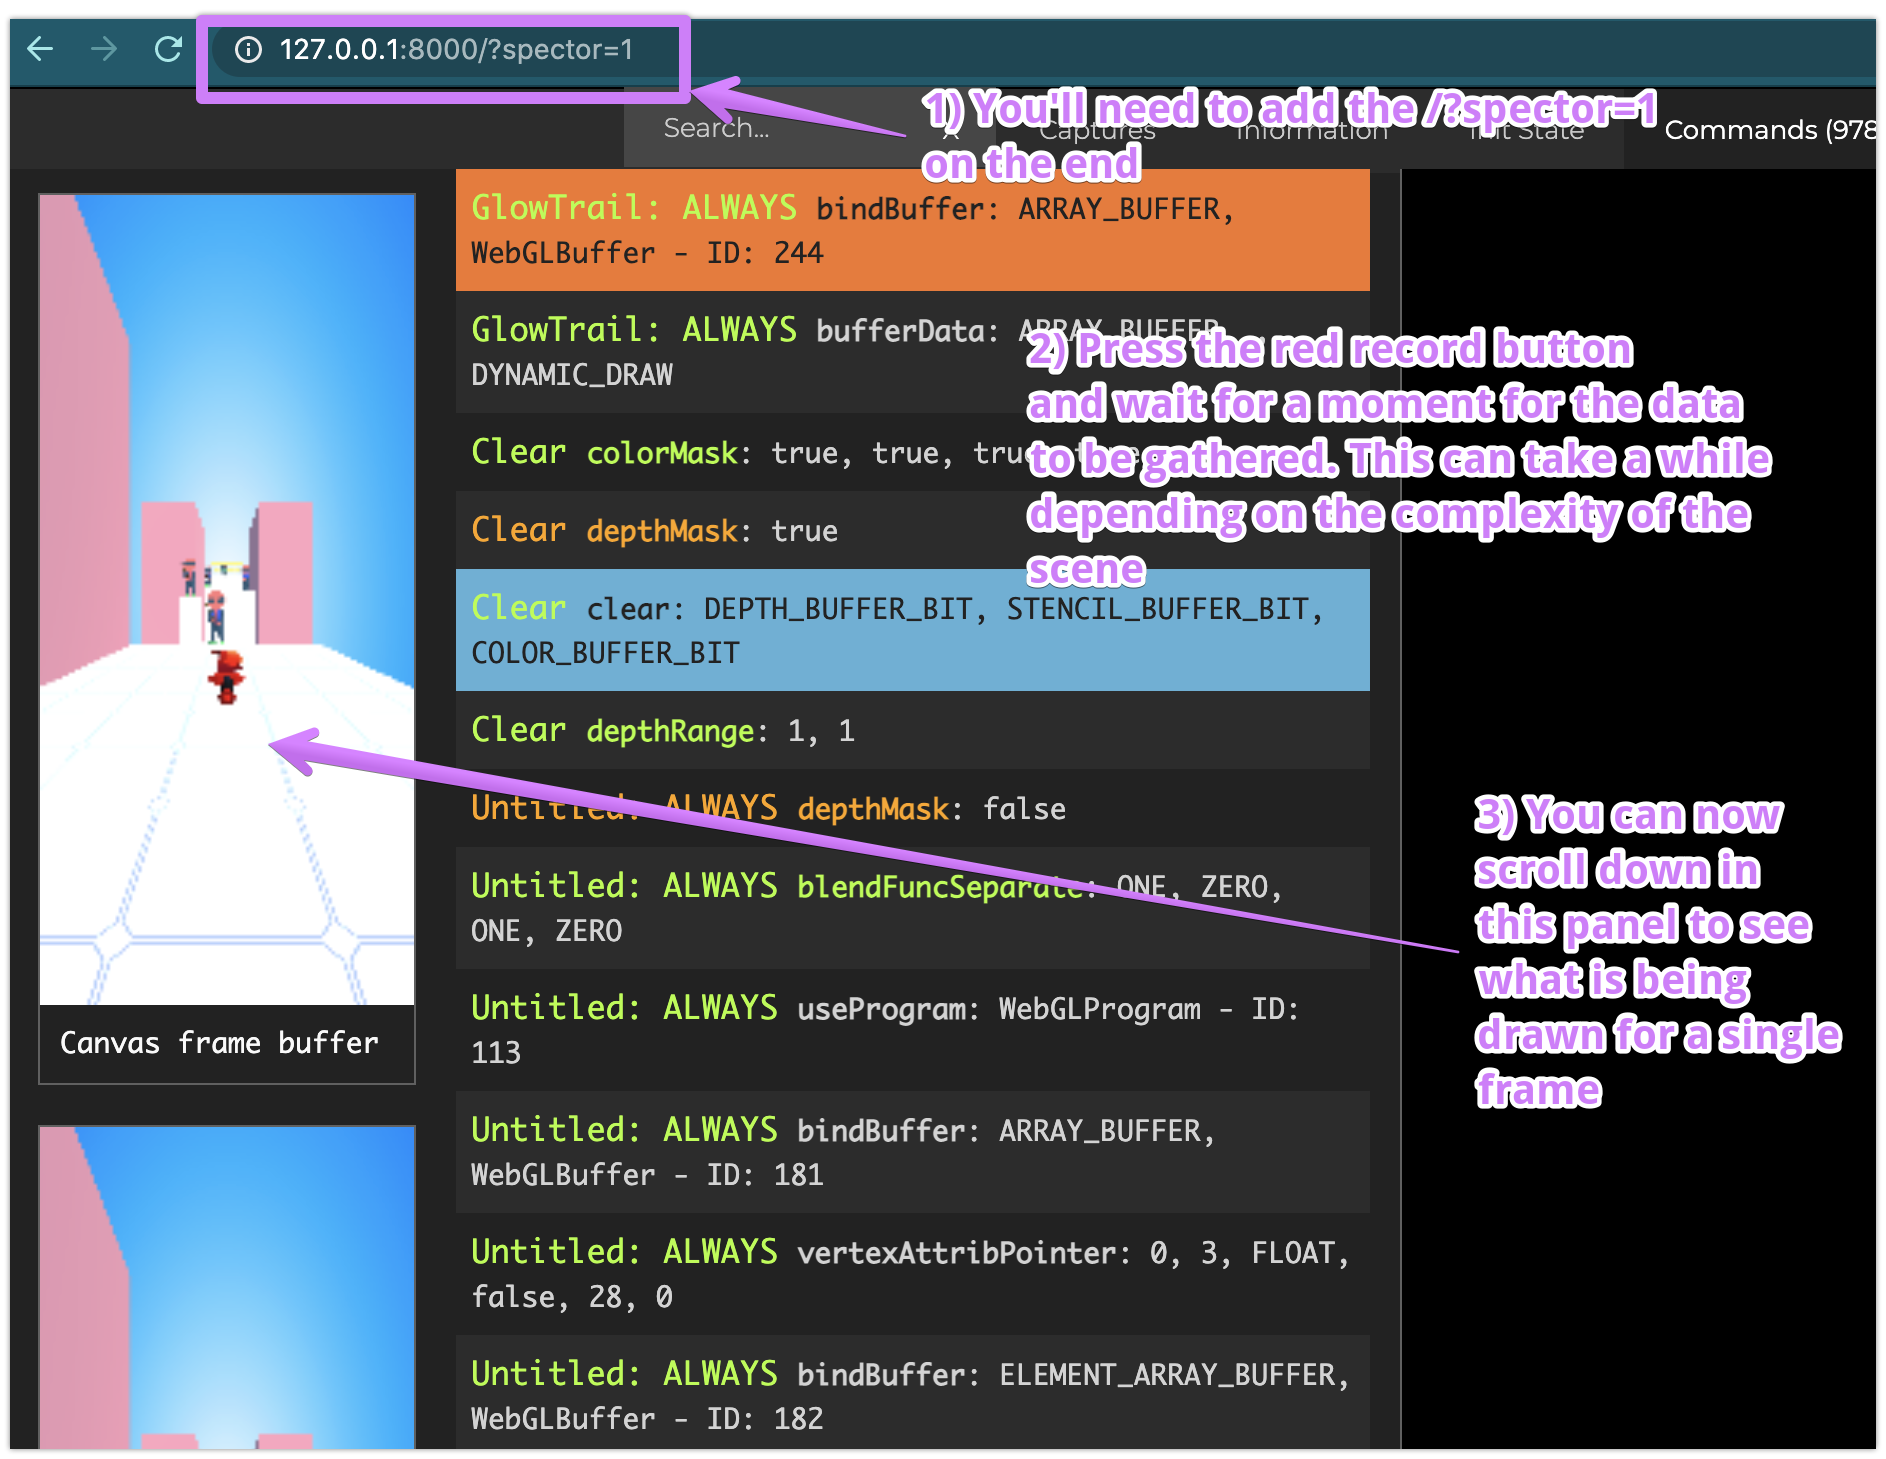 127.0.0.1:8000/?spector=1
1) You'll need to add the /?spector=1
on the end
Search...
X
Captures
Information
Init State
Commands (978
GlowTrail: ALWAYS bindBuffer: ARRAY_BUFFER,
WebGLBuffer - ID: 244
GlowTrail: ALWAYS bufferData: ARRAY_BUFFER,
DYNAMIC_DRAW
2) Press the red record button
and wait for a moment for the data
to be gathered. This can take a while
depending on the complexity of the
scene
Clear colorMask: true, true, true, true
Clear depthMask: true
Clear clear: DEPTH_BUFFER_BIT, STENCIL_BUFFER_BIT,
COLOR_BUFFER_BIT
Clear depthRange: 1, 1
Untitled: ALWAYS depthMask: false
Untitled: ALWAYS blendFuncSeparate: ONE, ZERO,
ONE, ZERO
Untitled: ALWAYS useProgram: WebGLProgram - ID:
113
Untitled: ALWAYS bindBuffer: ARRAY_BUFFER,
WebGLBuffer - ID: 181
Untitled: ALWAYS vertexAttribPointer: 0, 3, FLOAT,
false, 28, 0
Untitled: ALWAYS bindBuffer: ELEMENT_ARRAY_BUFFER,
WebGLBuffer - ID: 182
3) You can now
scroll down in
this panel to see
what is being
drawn for a single
frame
Canvas frame buffer